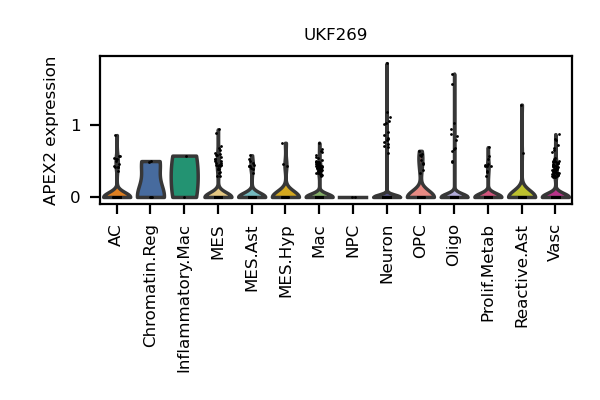 UKF269
APEX2 expression
1
0
AC
Chromatin.Reg
Inflammatory.Mac
MES
MES.Ast
MES.Hyp
Mac
NPC
Neuron
OPC
Oligo
Prolif.Metab
Reactive.Ast
Vasc